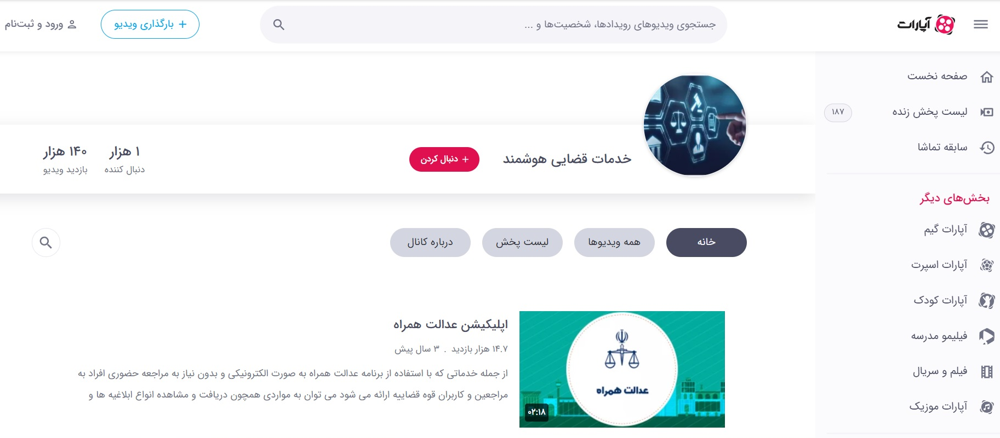 آپارات
جستجوی ویدیوهای رویدادها، شخصیت‌ها و ...
+ بارگذاری ویدیو
ورود و ثبت‌نام
صفحه نخست
لیست پخش زنده
۱۸۷
سابقه تماشا
بخش‌های دیگر
آپارات گیم
آپارات اسپرت
آپارات کودک
فیلیمو مدرسه
فیلم و سریال
آپارات موزیک
خدمات قضایی هوشمند
+ دنبال کردن
۱ هزار
دنبال کننده
۱۴۰ هزار
بازدید ویدیو
خانه
همه ویدیوها
لیست پخش
درباره کانال
عدالت همراه
۰۲:۱۸
اپلیکیشن عدالت همراه
۱۴.۷ هزار بازدید . ۳ سال پیش
از جمله خدماتی که با استفاده از برنامه عدالت همراه به صورت الکترونیکی و بدون نیاز به مراجعه حضوری افراد به
مراجعین و کاربران قوه قضاییه ارائه می شود می توان به مواردی همچون دریافت و مشاهده انواع ابلاغیه ها و